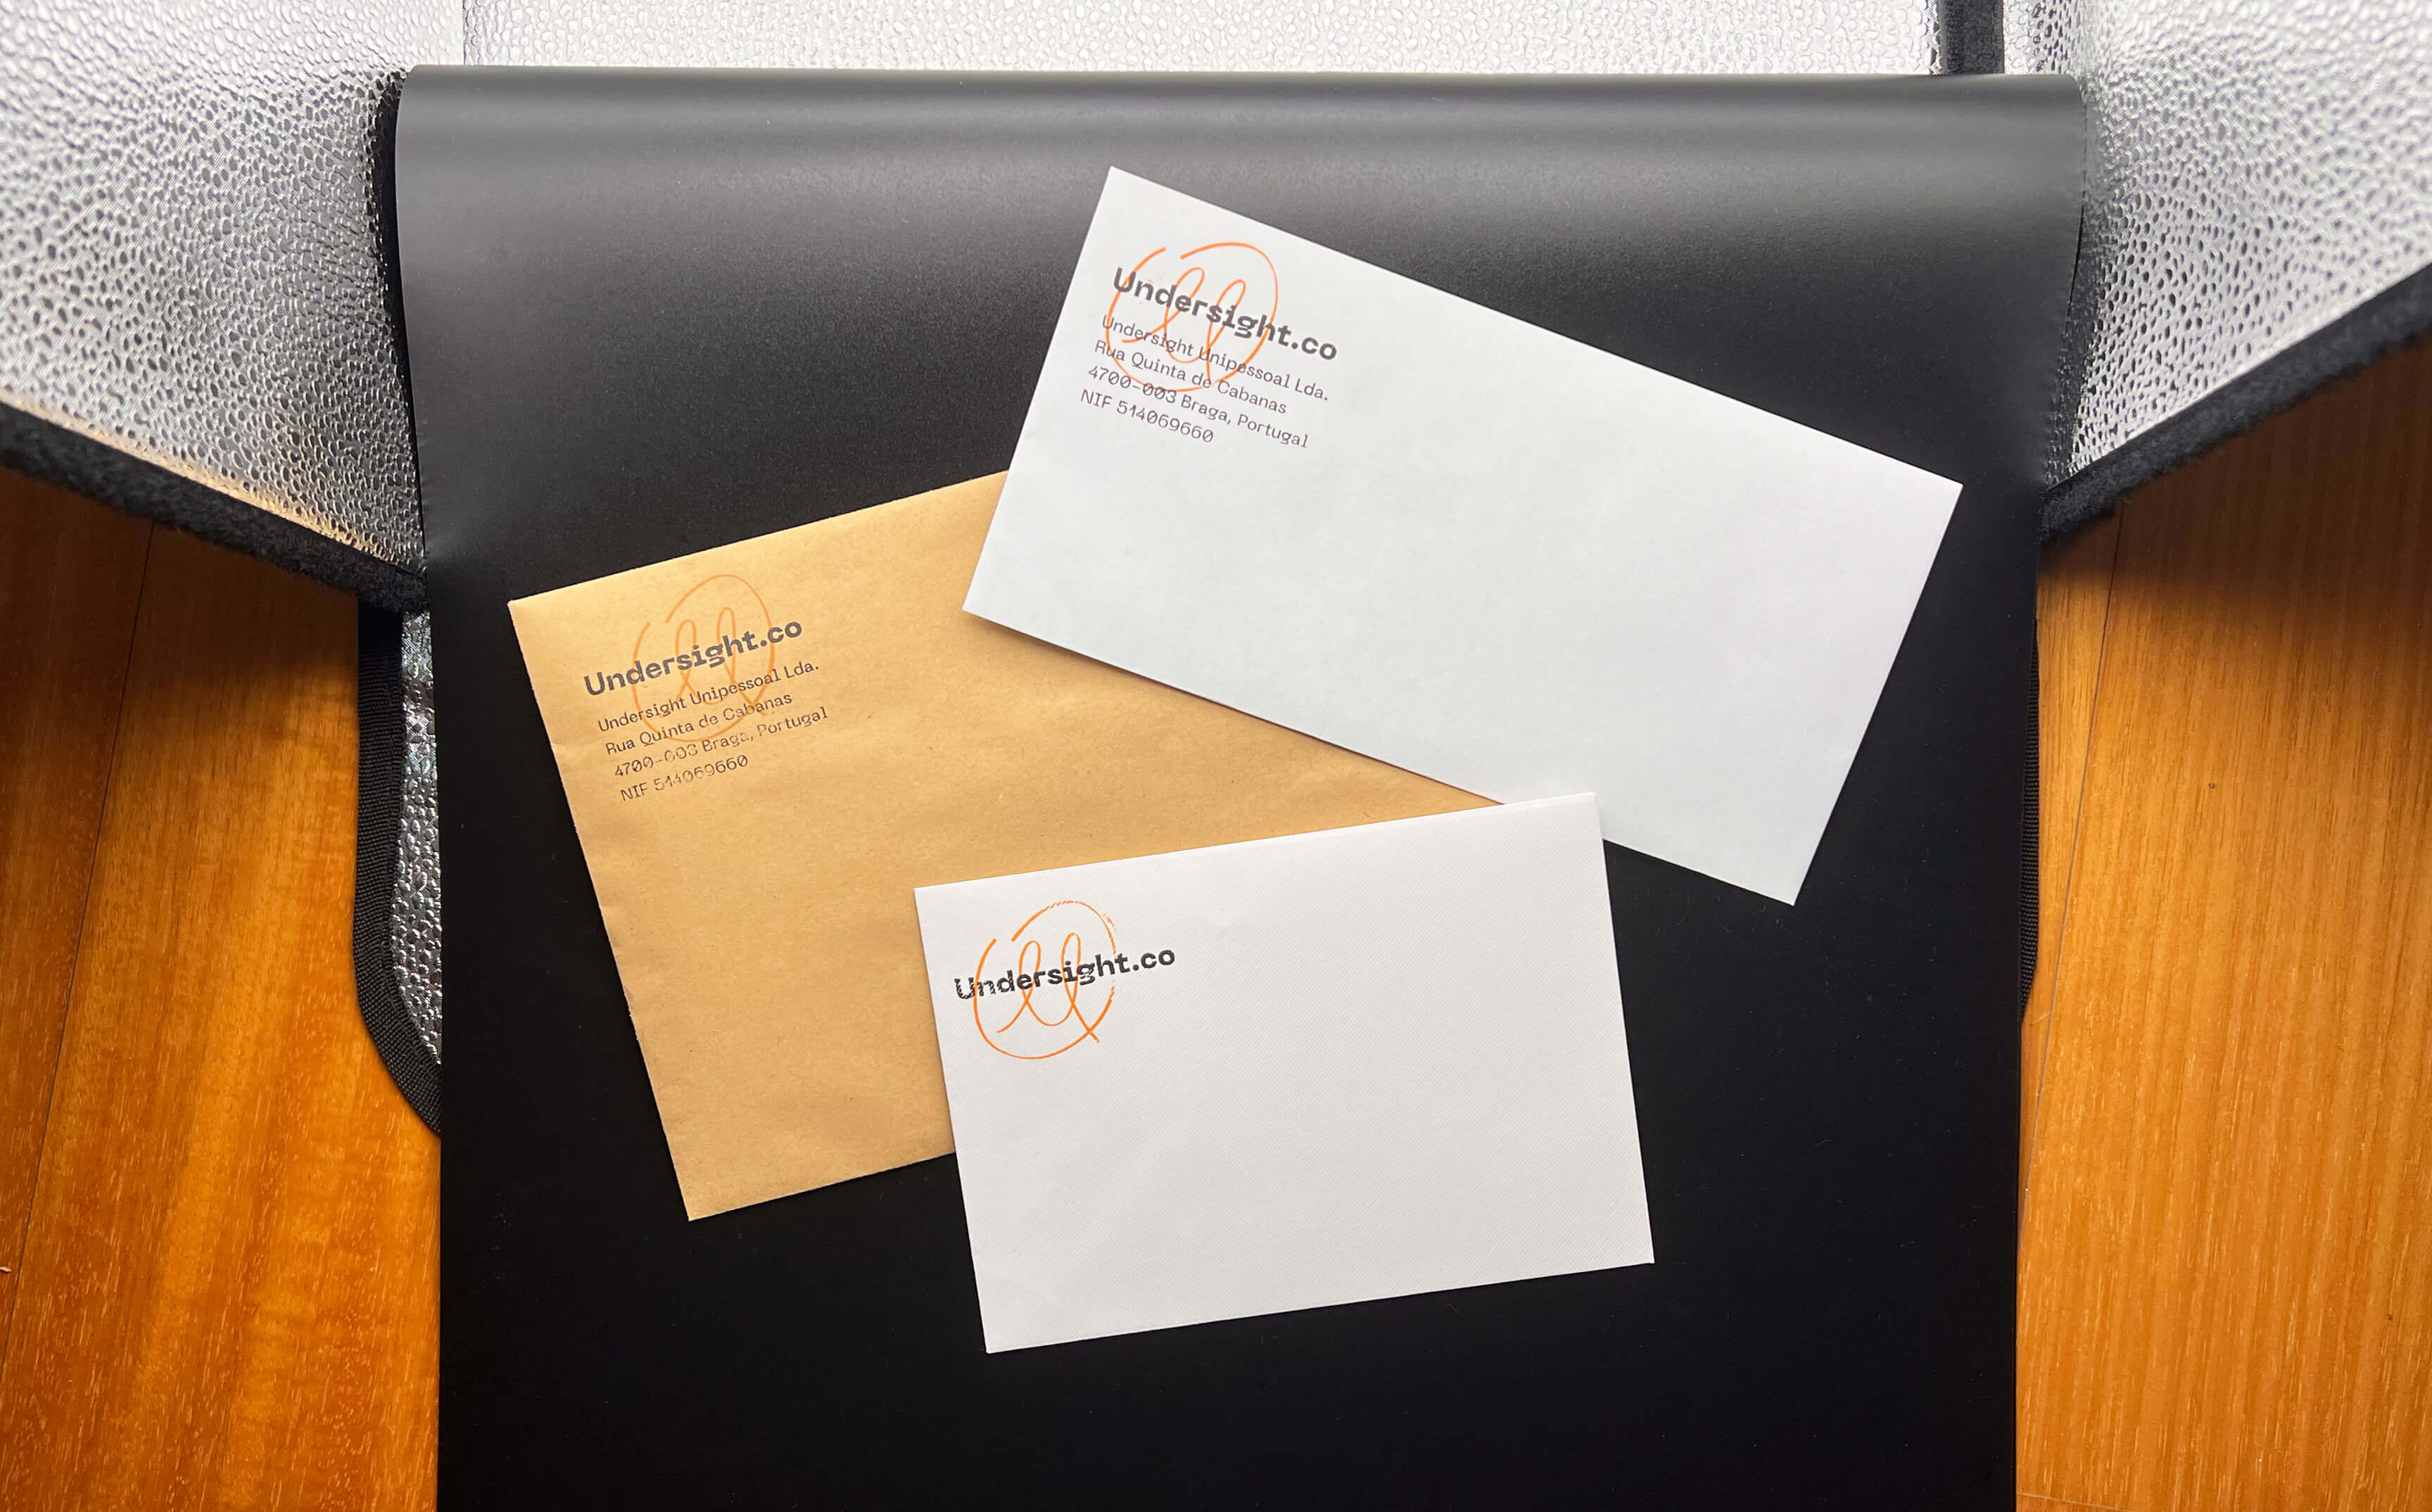 Undersight.co
Undersight Unipessoal Lda.
Rua Quinta de Cabanas
4700-003 Braga, Portugal
NIF 514069660
Undersight.co
Undersight Unipessoal Lda.
Rua Quinta de Cabanas
4700-003 Braga, Portugal
NIF 514069660
Undersight.co